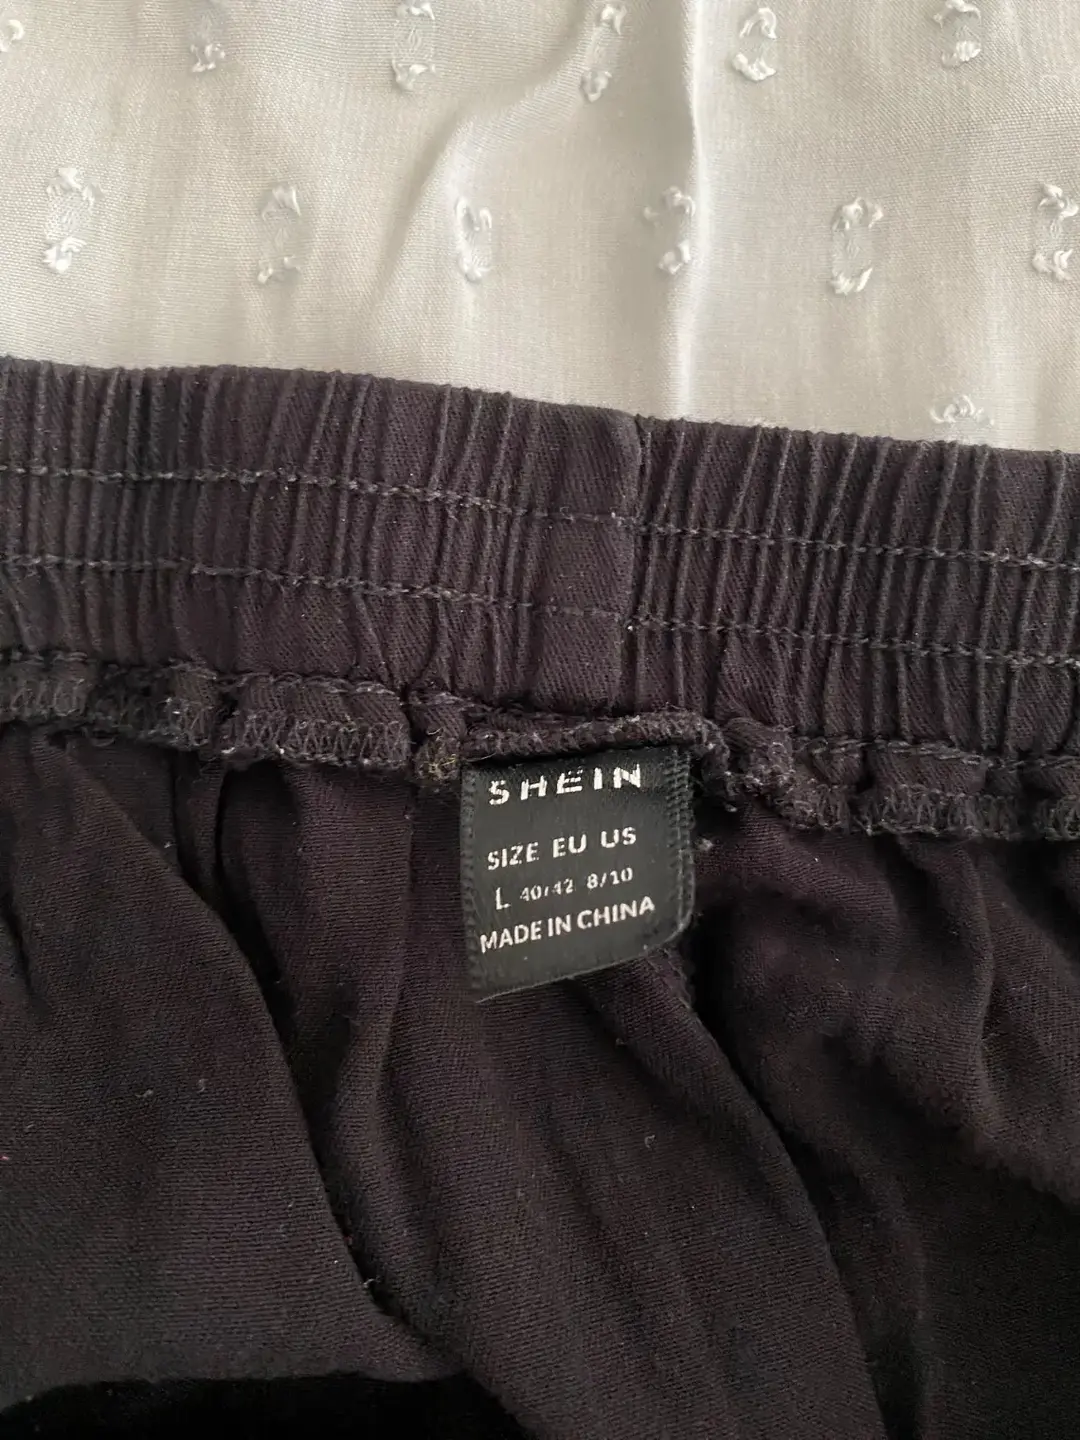 SHEIN
SIZE EU US
L 40/42 8/10
MADE IN CHINA